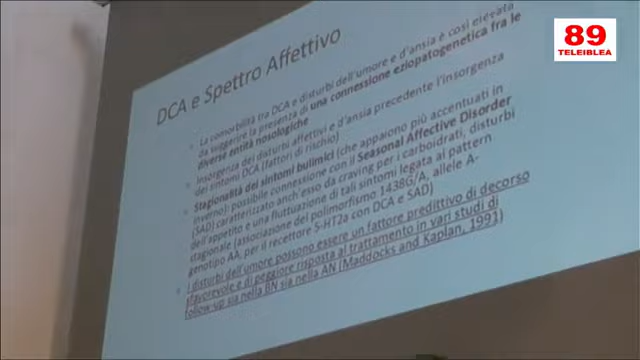 89
TELEIBLEA
DCA e Spettro Affettivo
• La comorbilità tra DCA e disturbi dell'umore e d'ansia è così elevata
da suggerire la presenza di una connessione eziopatogenetica fra le
diverse entità nosologiche
• Insorgenza dei disturbi affettivi e d'ansia precedente l'insorgenza
dei sintomi DCA (fattori di rischio)
• Stagionalità dei sintomi bulimici (che appaiono più accentuati in
inverno): possibile connessione con il Seasonal Affective Disorder
(SAD) caratterizzato anch'esso da craving per i carboidrati, disturbi
dell'appetito e una fluttuazione di tali sintomi legata al pattern
stagionale (associazione del polimorfismo 1438G/A, allele A-
genotipo AA, per il recettore 5-HT2a con DCA e SAD)
• I disturbi dell'umore possono essere un fattore predittivo di decorso
sfavorevole e di peggiore risposta al trattamento in vari studi di
follow-up sia nella BN sia nella AN (Maddocks and Kaplan, 1991)